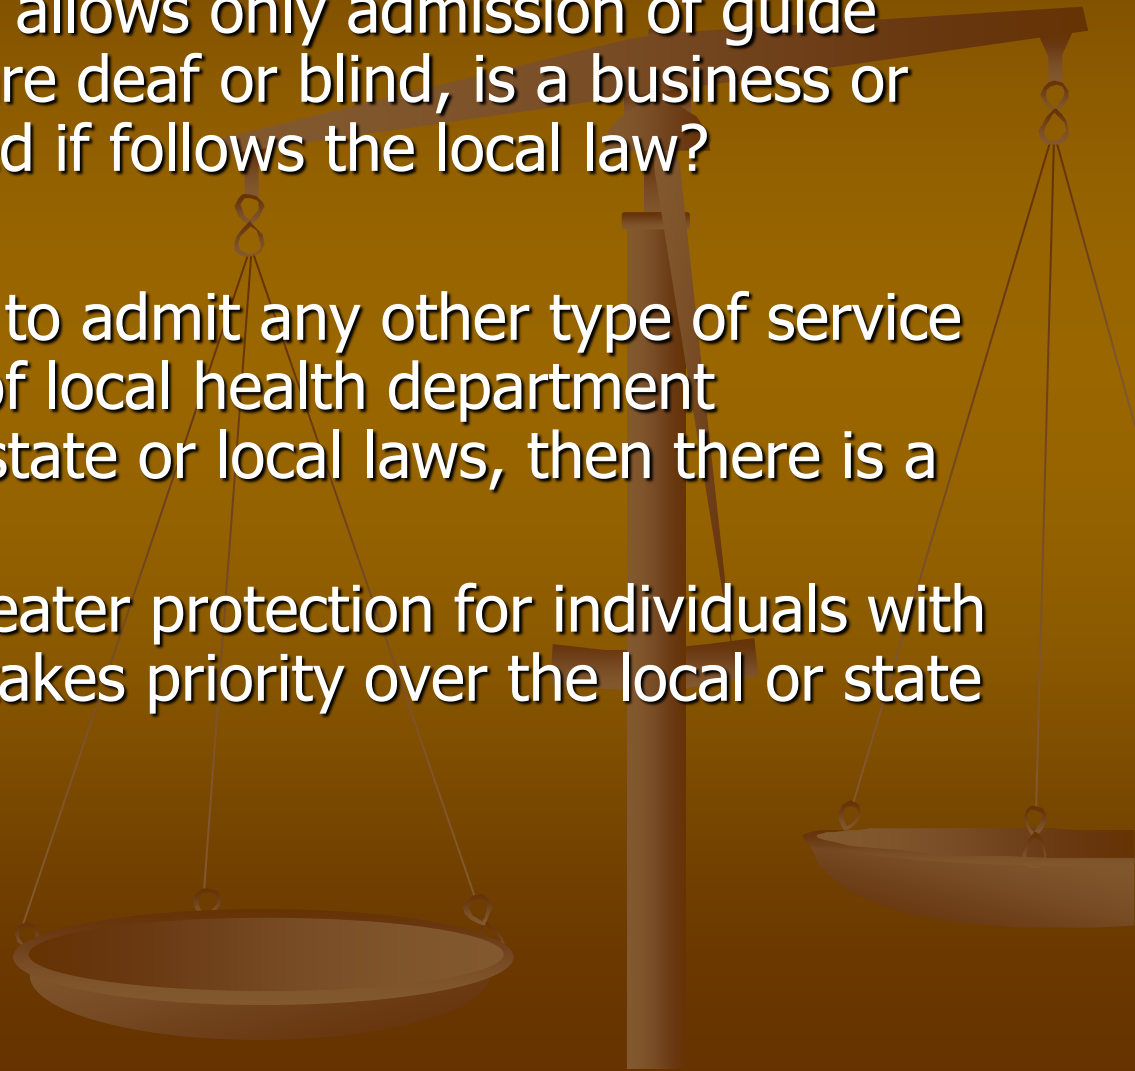 allows only admission of guide
re deaf or blind, is a business or
d if follows the local law?
to admit any other type of service
of local health department
state or local laws, then there is a
eater protection for individuals with
akes priority over the local or state